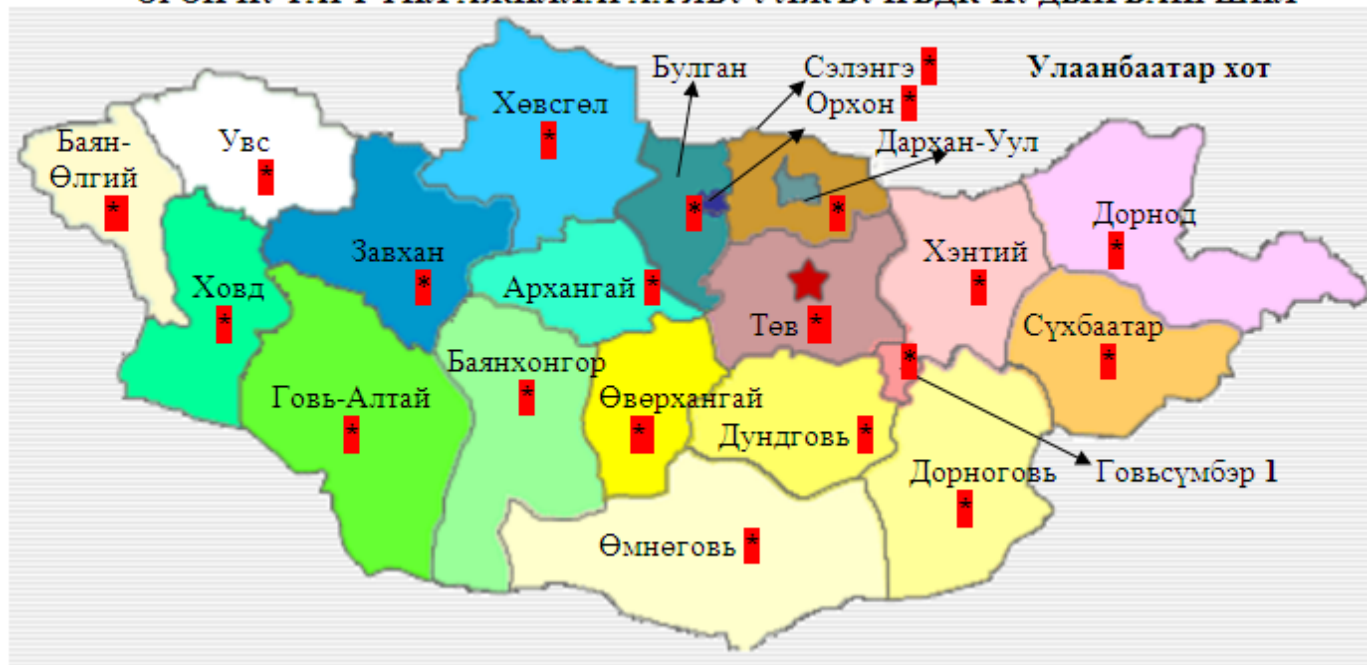 Булган
Сэлэнгэ *
Улаанбаатар хот
Орхон *
Хөвсгөл
*
Дархан-Уул
Баян-
Өлгий
*
Увс
*
*
*
Дорнод
*
Завхан
*
Хэнтий
*
Ховд
*
Архангай *
Төв *
Сүхбаатар
*
Баянхонгор
*
*
Говь-Алтай
*
Өвөрхангай
*
Дундговь *
Дорноговь
*
Говьсүмбэр 1
Өмнөговь *